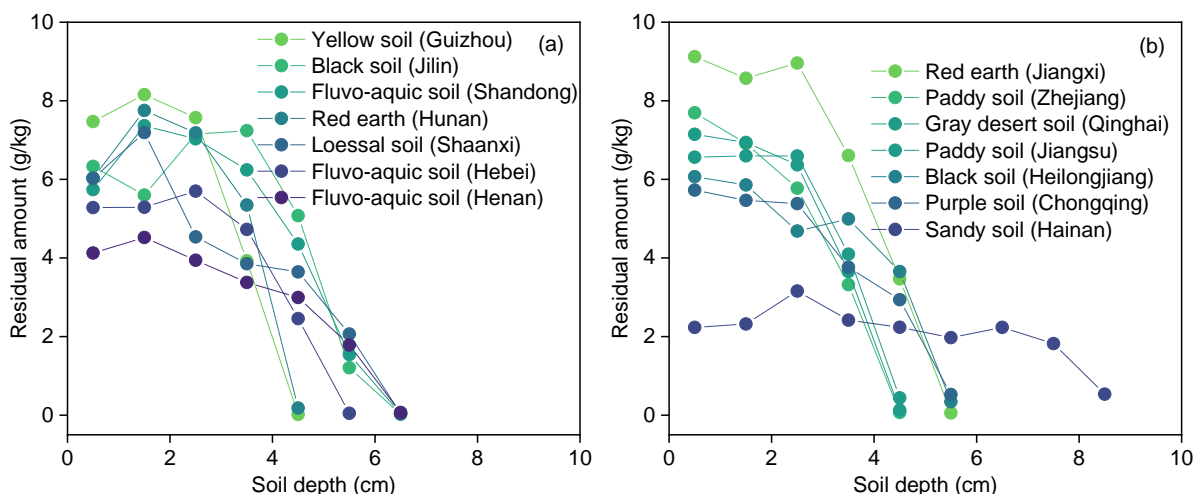 (a)
Yellow soil (Guizhou)
Black soil (Jilin)
Fluvo-aquic soil (Shandong)
Red earth (Hunan)
Loessal soil (Shaanxi)
Fluvo-aquic soil (Hebei)
Fluvo-aquic soil (Henan)
Residual amount (g/kg)
10
8
6
4
2
0
0 2 4 6 8 10
Soil depth (cm)
(b)
Red earth (Jiangxi)
Paddy soil (Zhejiang)
Gray desert soil (Qinghai)
Paddy soil (Jiangsu)
Black soil (Heilongjiang)
Purple soil (Chongqing)
Sandy soil (Hainan)
Residual amount (g/kg)
10
8
6
4
2
0
0 2 4 6 8 10
Soil depth (cm)